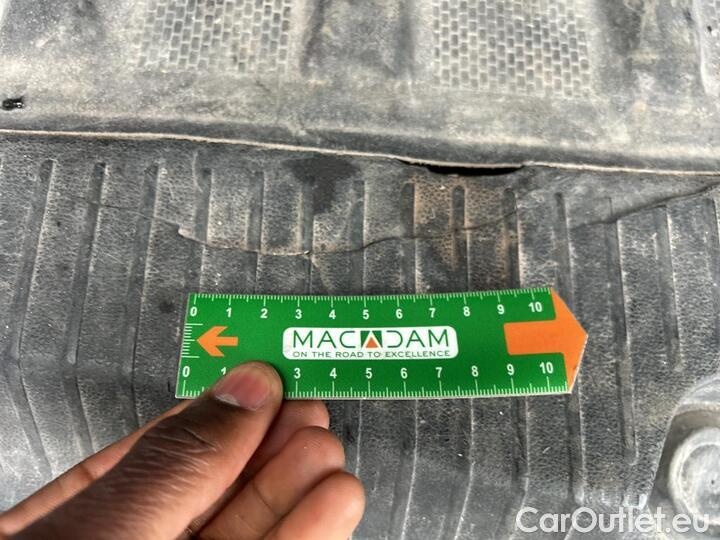 0 1 2 3 4 5 6 7 8 9 10
MACADAM
ON THE ROAD TO EXCELLENCE
0 1 3 4 5 6 7 8 9 10
CarOutlet.eu